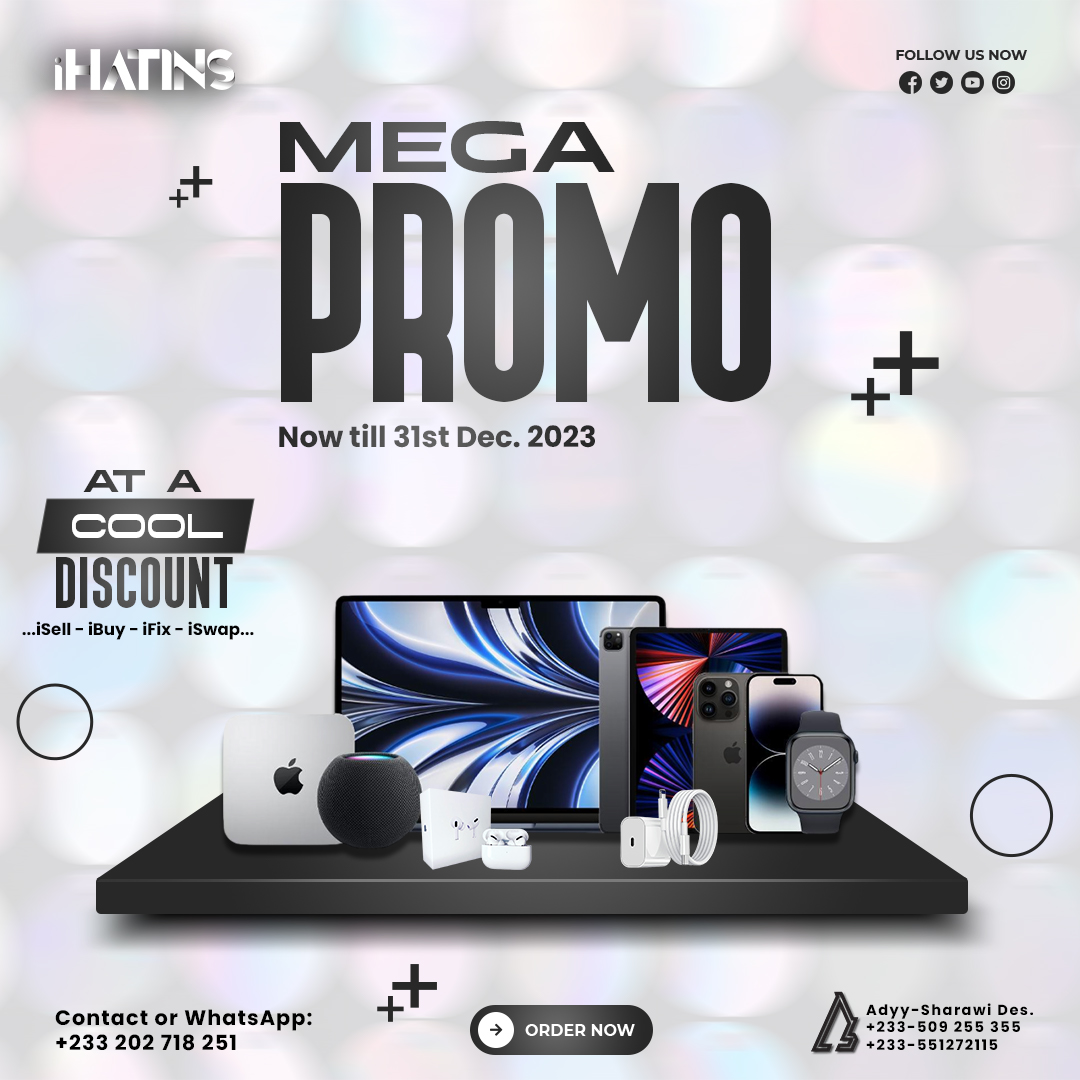 iHATINS
FOLLOW US NOW
MEGA
PROMO
Now till 31st Dec. 2023
AT A
COOL
DISCOUNT
...iSell - iBuy - iFix - iSwap...
Contact or WhatsApp:
+233 202 718 251
ORDER NOW
Adyy-Sharawi Des.
+233-509 255 355
+233-551272115